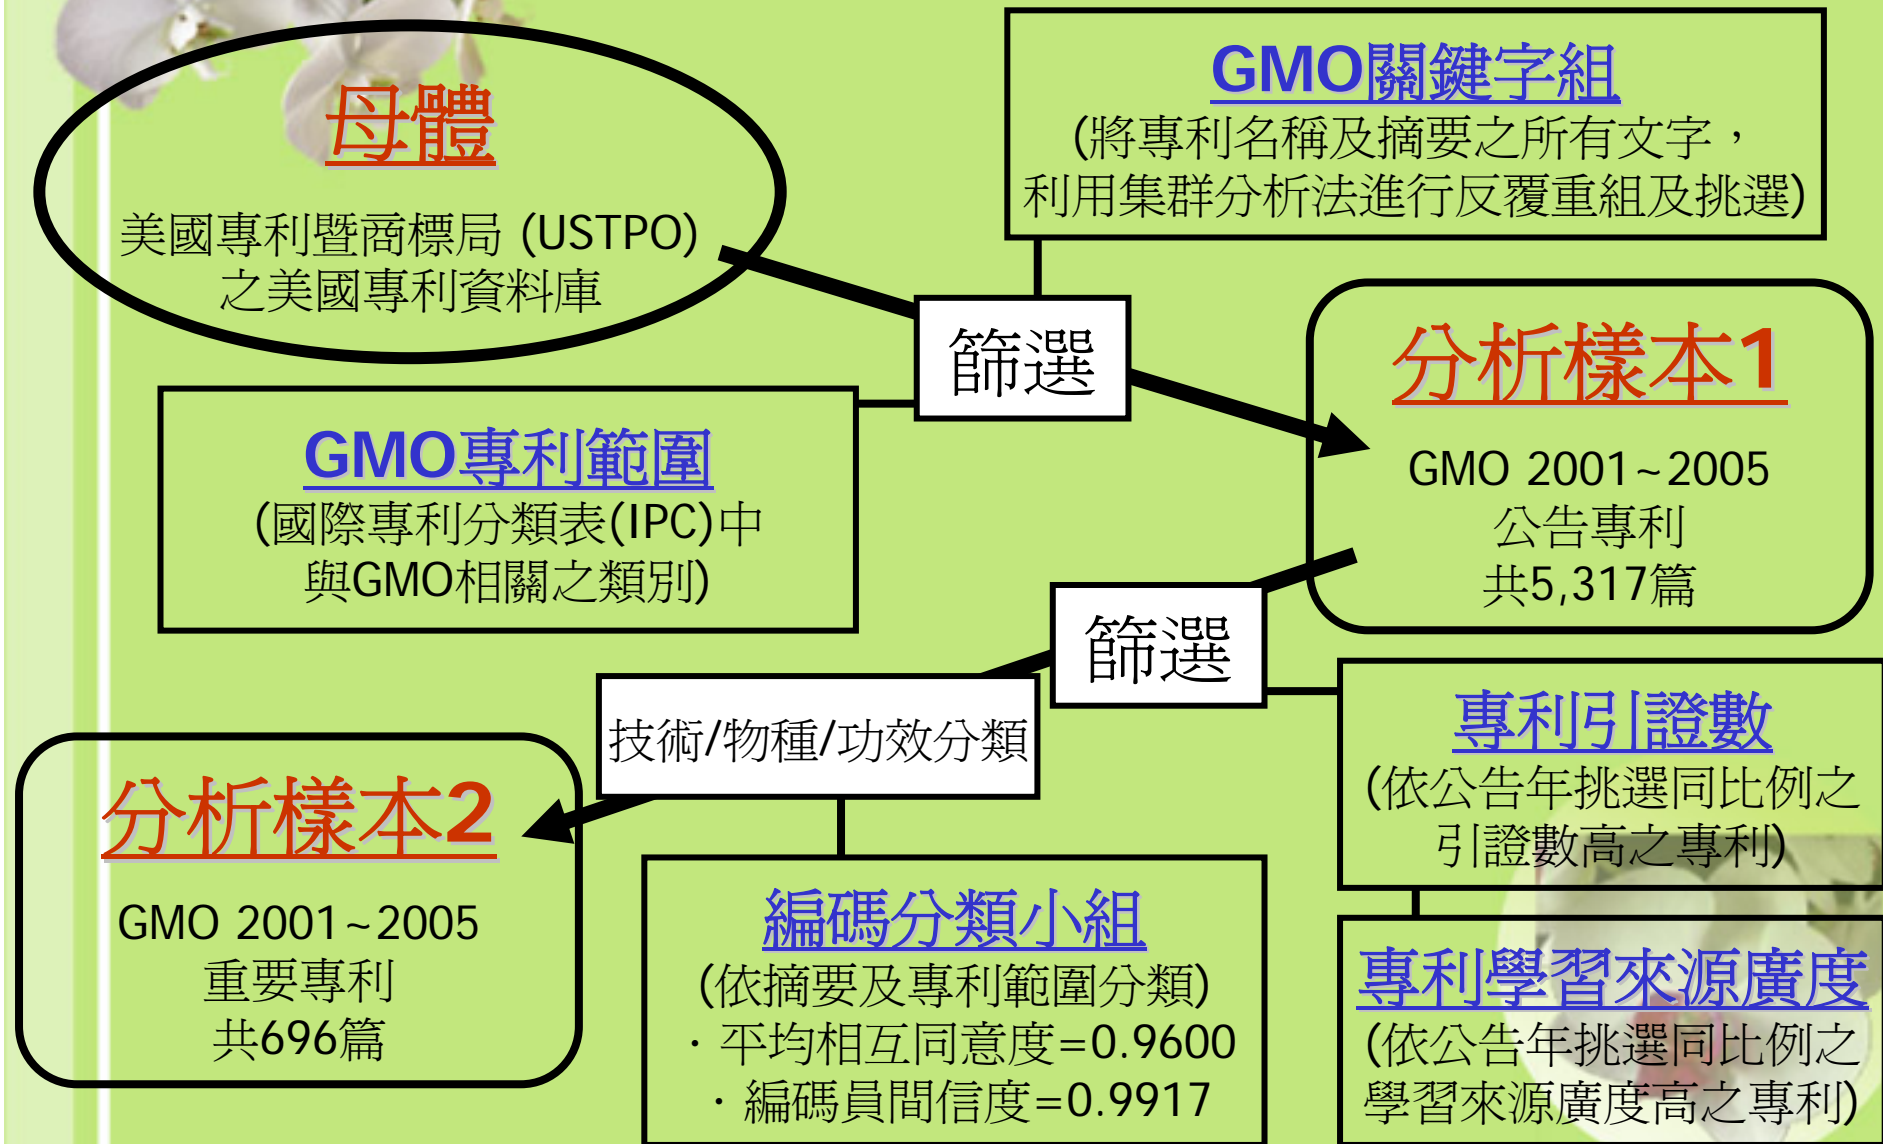 母體
美國專利暨商標局 (USTPO)
之美國專利資料庫
GMO關鍵字組
(將專利名稱及摘要之所有文字，
利用集群分析法進行反覆重組及挑選)
篩選
GMO專利範圍
(國際專利分類表(IPC)中
與GMO相關之類別)
分析樣本1
GMO 2001~2005
公告專利
共5,317篇
篩選
專利引證數
(依公告年挑選同比例之
引證數高之專利)
專利學習來源廣度
(依公告年挑選同比例之
學習來源廣度高之專利)
技術/物種/功效分類
編碼分類小組
(依摘要及專利範圍分類)
．平均相互同意度=0.9600
．編碼員間信度=0.9917
分析樣本2
GMO 2001~2005
重要專利
共696篇